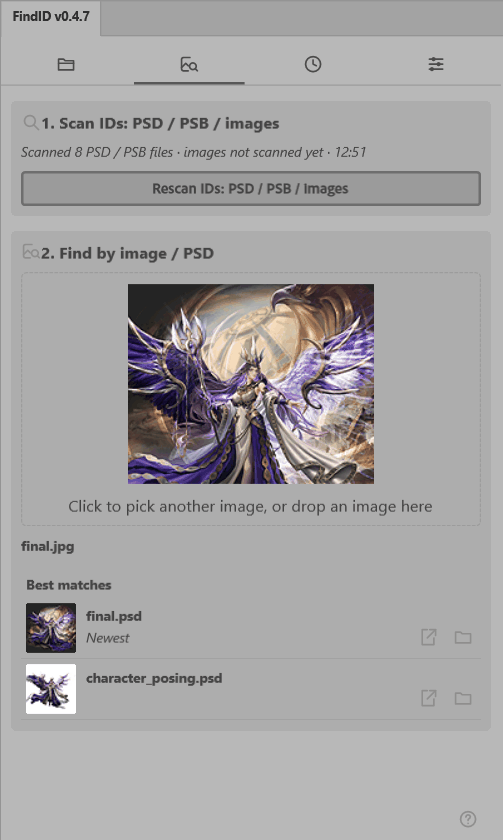 FindID v0.4.7
1. Scan IDs: PSD / PSB / images
Scanned 8 PSD / PSB files · images not scanned yet · 12:51
Rescan IDs: PSD / PSB / images
2. Find by image / PSD
Click to pick another image, or drop an image here
final.jpg
Best matches
final.psd
Newest
character_posing.psd